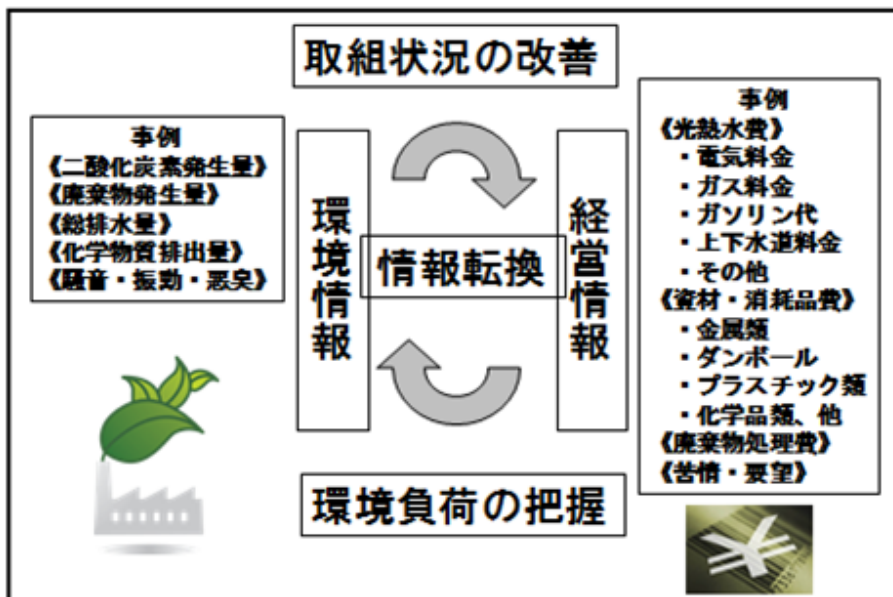 取組状況の改善
事例
《二酸化炭素発生量》
《廃棄物発生量》
《総排水量》
《化学物質排出量》
《騒音・振動・悪臭》
環境情報
情報転換
経営情報
事例
《光熱水費》
・電気料金
・ガス料金
・ガソリン代
・上下水道料金
・その他
《資材・消耗品費》
・金属類
・ダンボール
・プラスチック類
・化学品類、他
《廃棄物処理費》
《苦情・要望》
環境負荷の把握